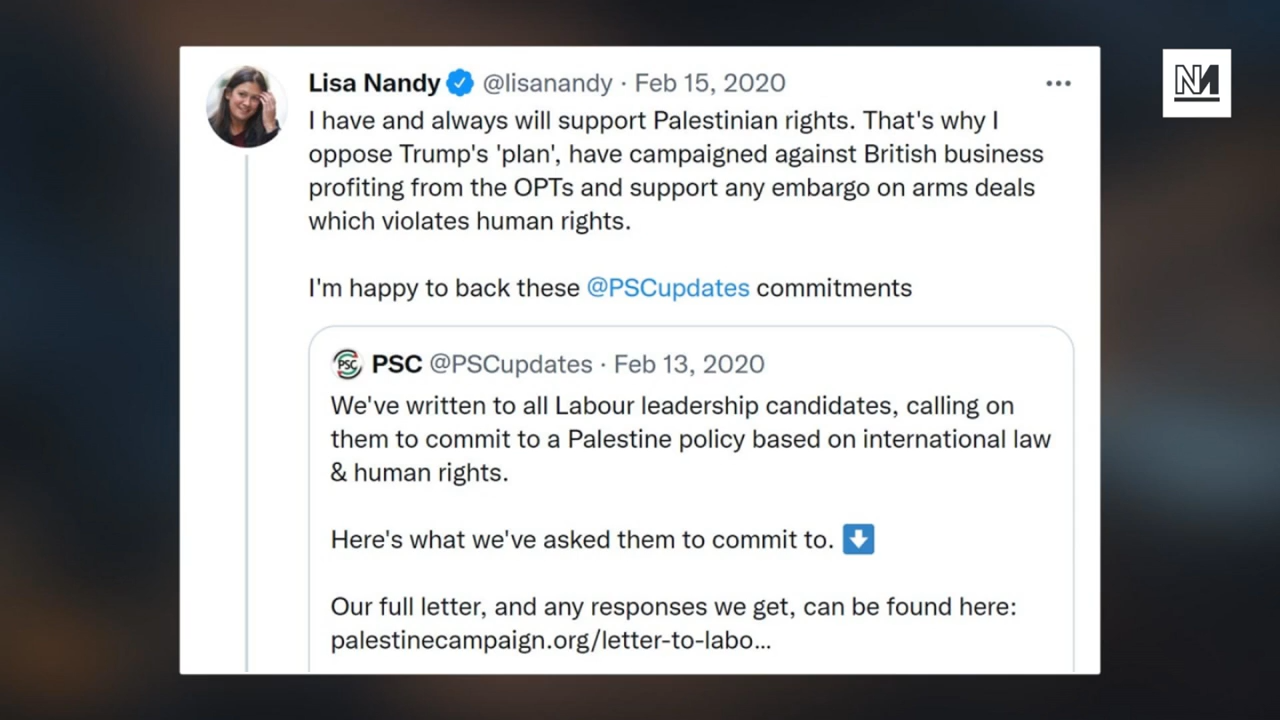 Lisa Nandy @lisanandy · Feb 15, 2020
I have and always will support Palestinian rights. That's why I
oppose Trump's 'plan', have campaigned against British business
profiting from the OPTs and support any embargo on arms deals
which violates human rights.
I'm happy to back these @PSCupdates commitments
PSC
PSC @PSCupdates · Feb 13, 2020
We've written to all Labour leadership candidates, calling on
them to commit to a Palestine policy based on international law
& human rights.
Here's what we've asked them to commit to. ⬇️
Our full letter, and any responses we get, can be found here:
palestinecampaign.org/letter-to-labo...
NM